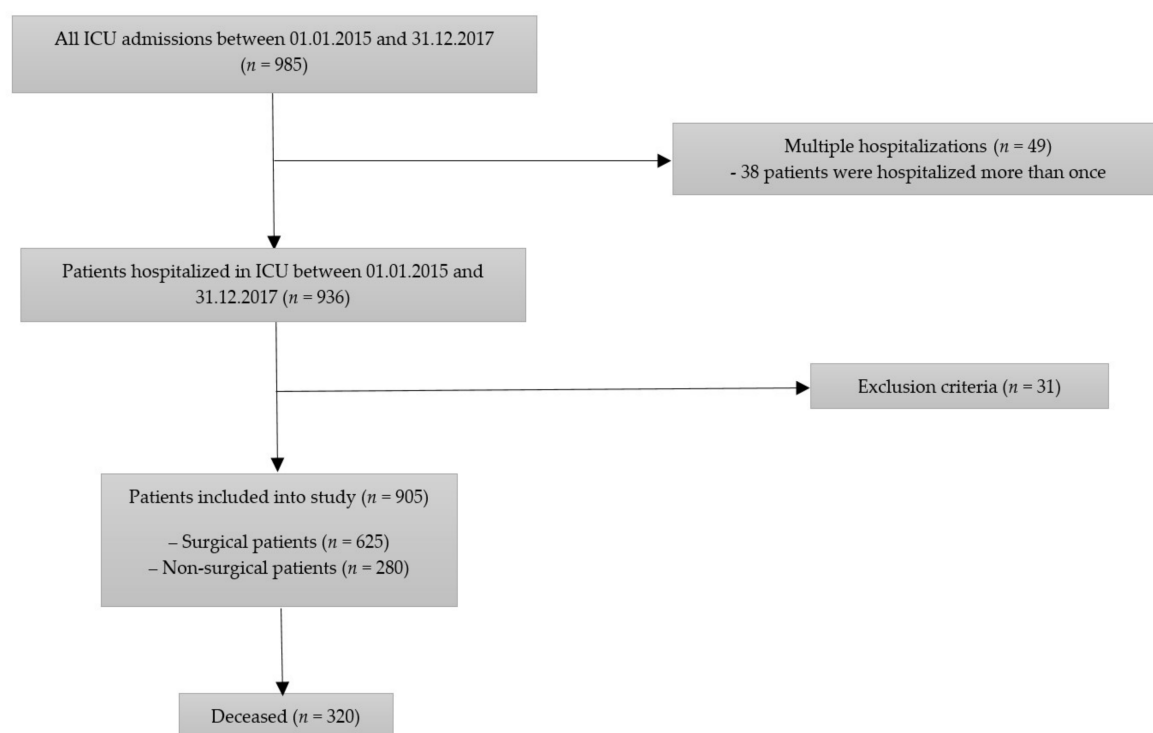 All ICU admissions between 01.01.2015 and 31.12.2017
(n = 985)
Multiple hospitalizations (n = 49)
- 38 patients were hospitalized more than once
Patients hospitalized in ICU between 01.01.2015 and
31.12.2017 (n = 936)
Exclusion criteria (n = 31)
Patients included into study (n = 905)
– Surgical patients (n = 625)
– Non-surgical patients (n = 280)
Deceased (n = 320)